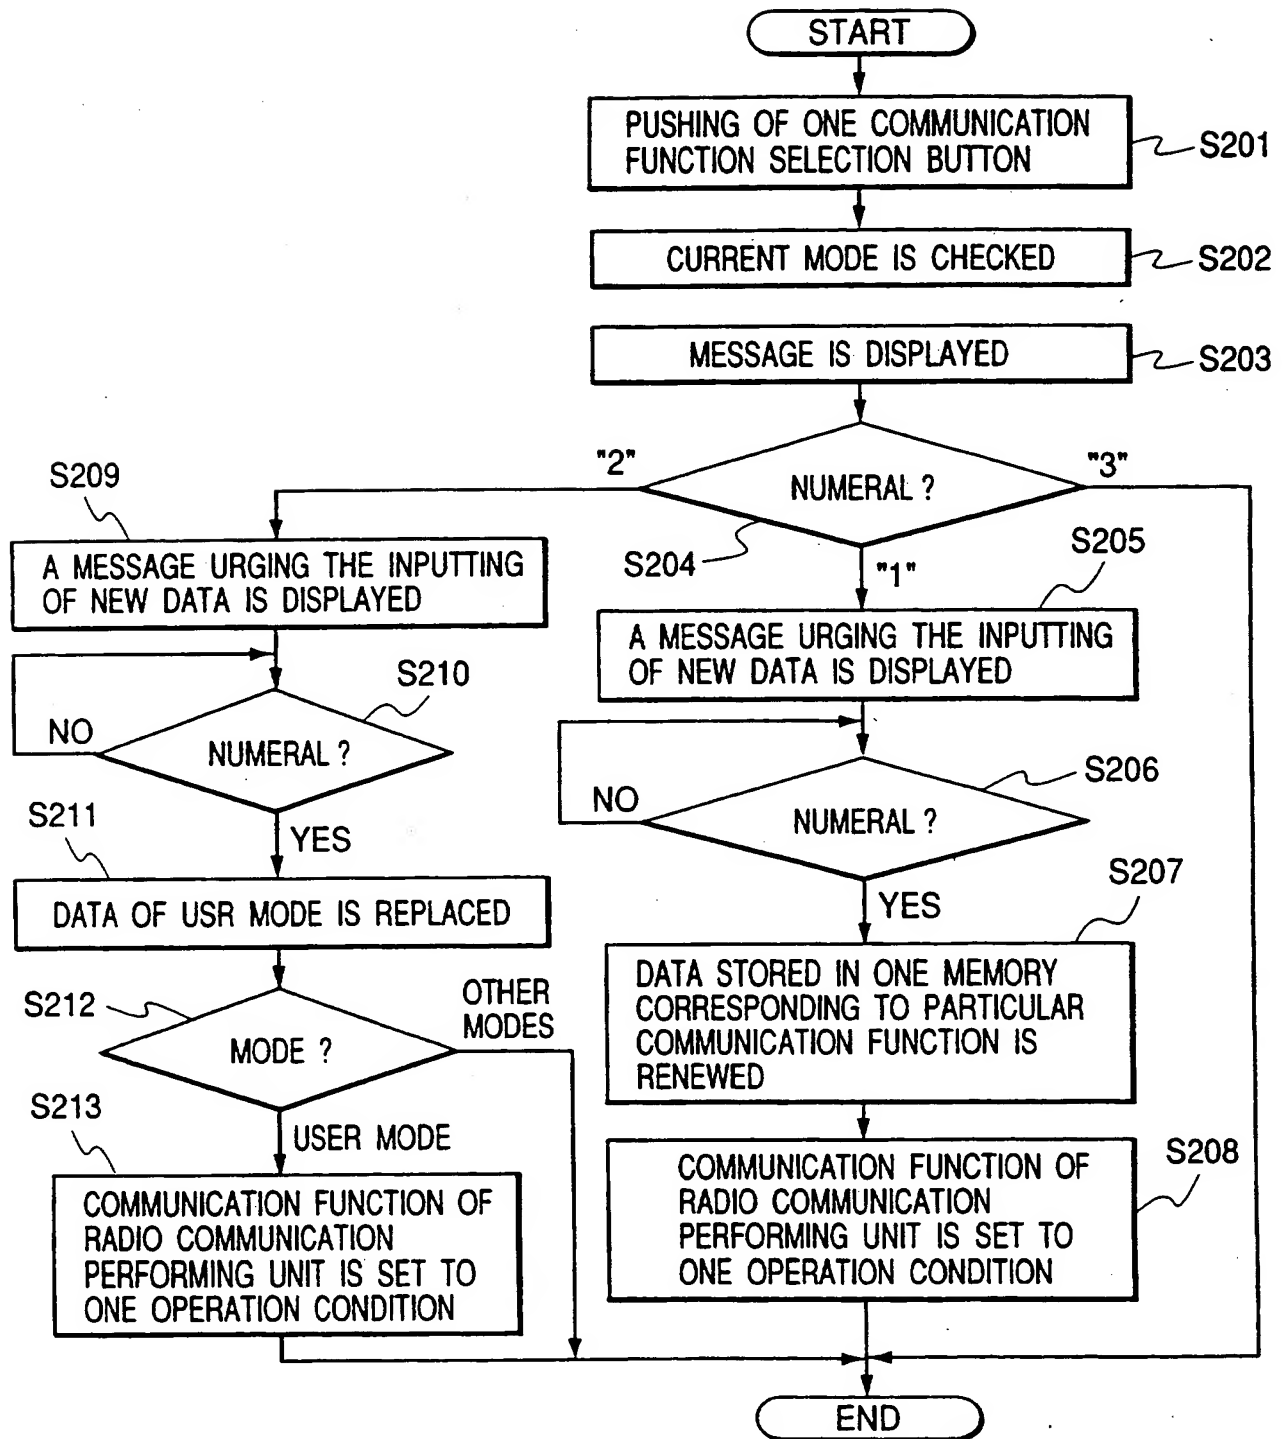 START
PUSHING OF ONE COMMUNICATION
FUNCTION SELECTION BUTTON
S201
CURRENT MODE IS CHECKED
S202
MESSAGE IS DISPLAYED
S203
NUMERAL ?
"2"
"3"
S204
"1"
S209
A MESSAGE URGING THE INPUTTING
OF NEW DATA IS DISPLAYED
S205
A MESSAGE URGING THE INPUTTING
OF NEW DATA IS DISPLAYED
S210
NUMERAL ?
NO
YES
S206
NUMERAL ?
NO
YES
S211
DATA OF USR MODE IS REPLACED
S207
DATA STORED IN ONE MEMORY
CORRESPONDING TO PARTICULAR
COMMUNICATION FUNCTION IS
RENEWED
S212
MODE ?
OTHER
MODES
USER MODE
S213
COMMUNICATION FUNCTION OF
RADIO COMMUNICATION
PERFORMING UNIT IS SET TO
ONE OPERATION CONDITION
S208
COMMUNICATION FUNCTION OF
RADIO COMMUNICATION
PERFORMING UNIT IS SET TO
ONE OPERATION CONDITION
END